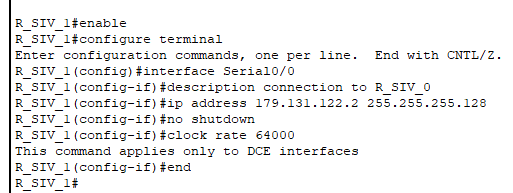 R_SIV_1#enable
R_SIV_1#configure terminal
Enter configuration commands, one per line.  End with CNTL/Z.
R_SIV_1(config)#interface Serial0/0
R_SIV_1(config-if)#description connection to R_SIV_0
R_SIV_1(config-if)#ip address 179.131.122.2 255.255.255.128
R_SIV_1(config-if)#no shutdown
R_SIV_1(config-if)#clock rate 64000
This command applies only to DCE interfaces
R_SIV_1(config-if)#end
R_SIV_1#